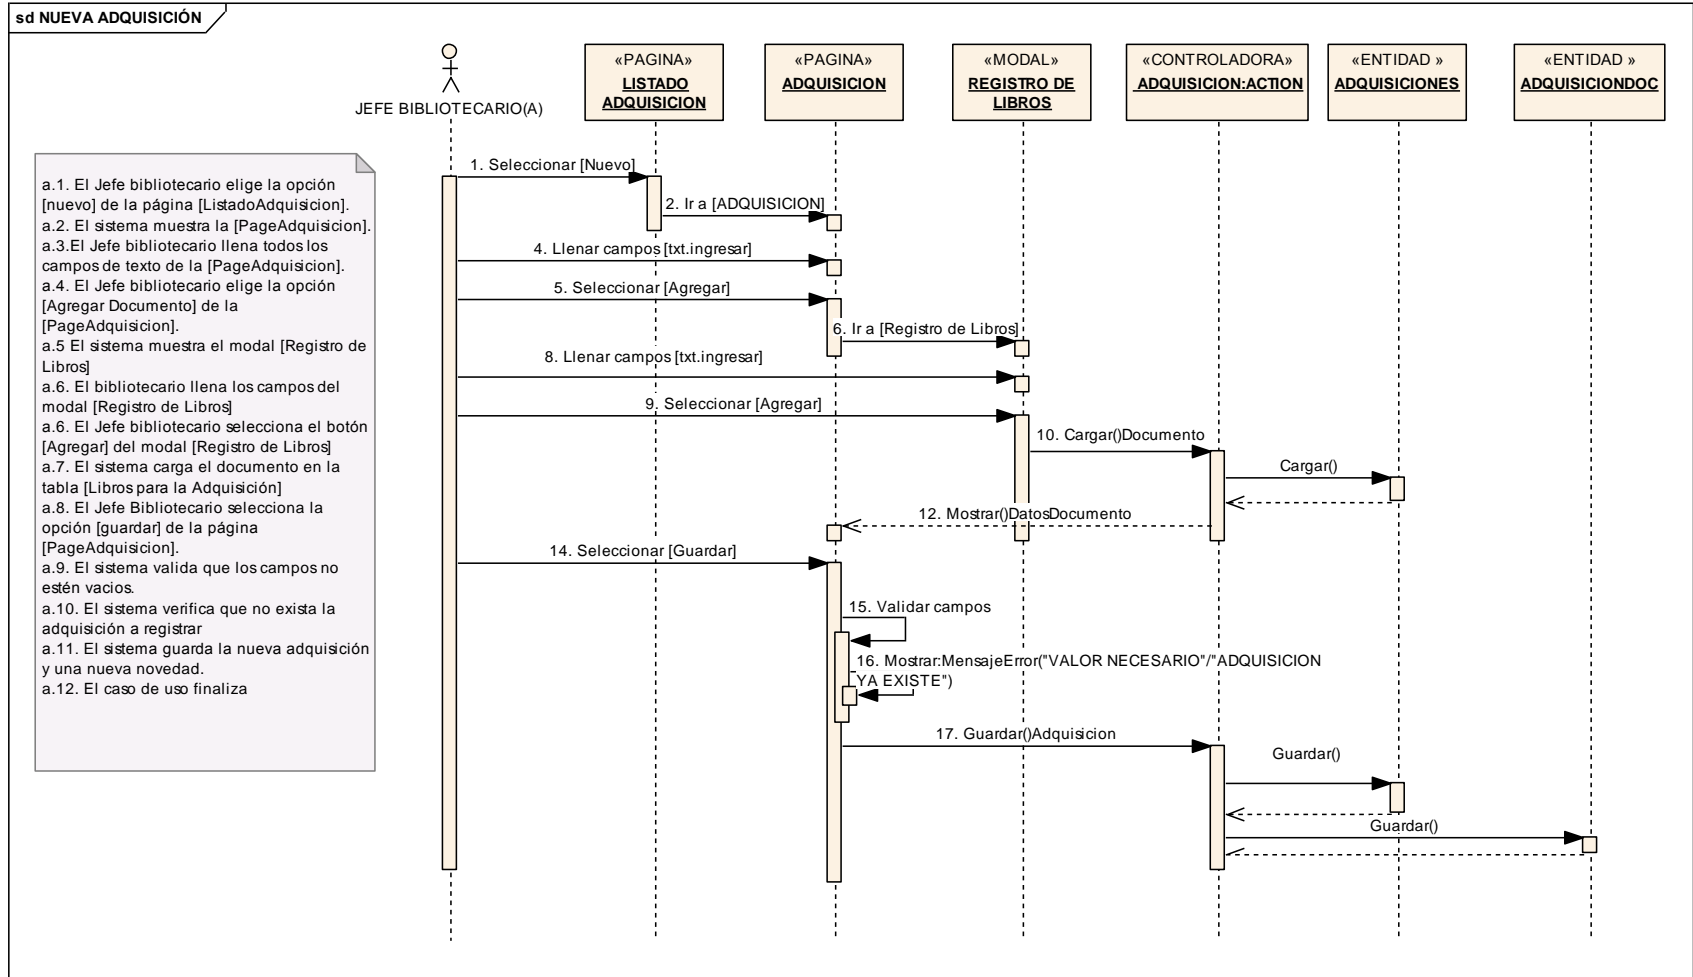 sd NUEVA ADQUISICIÓN
JEFE BIBLIOTECARIO(A)
«PAGINA»
LISTADO
ADQUISICION
«PAGINA»
ADQUISICION
«MODAL»
REGISTRO DE
LIBROS
«CONTROLADORA»
ADQUISICION:ACTION
«ENTIDAD »
ADQUISICIONES
«ENTIDAD »
ADQUISICIONDOC
a.1. El Jefe bibliotecario elige la opción
[nuevo] de la página [ListadoAdquisicion].
a.2. El sistema muestra la [PageAdquisicion].
a.3.El Jefe bibliotecario llena todos los
campos de texto de la [PageAdquisicion].
a.4. El Jefe bibliotecario elige la opción
[Agregar Documento] de la
[PageAdquisicion].
a.5 El sistema muestra el modal [Registro de
Libros]
a.6. El bibliotecario llena los campos del
modal [Registro de Libros]
a.6. El Jefe bibliotecario selecciona el botón
[Agregar] del modal [Registro de Libros]
a.7. El sistema carga el documento en la
tabla [Libros para la Adquisición]
a.8. El Jefe Bibliotecario selecciona la
opción [guardar] de la página
[PageAdquisicion].
a.9. El sistema valida que los campos no
estén vacios.
a.10. El sistema verifica que no exista la
adquisición a registrar
a.11. El sistema guarda la nueva adquisición
y una nueva novedad.
a.12. El caso de uso finaliza
1. Seleccionar [Nuevo]
2. Ir a [ADQUISICION]
4. Llenar campos [txt.ingresar]
5. Seleccionar [Agregar]
6. Ir a [Registro de Libros]
8. Llenar campos [txt.ingresar]
9. Seleccionar [Agregar]
10. Cargar()Documento
Cargar()
12. Mostrar()DatosDocumento
14. Seleccionar [Guardar]
15. Validar campos
16. Mostrar:MensajeError("VALOR NECESARIO"/"ADQUISICION
YA EXISTE")
17. Guardar()Adquisicion
Guardar()
Guardar()